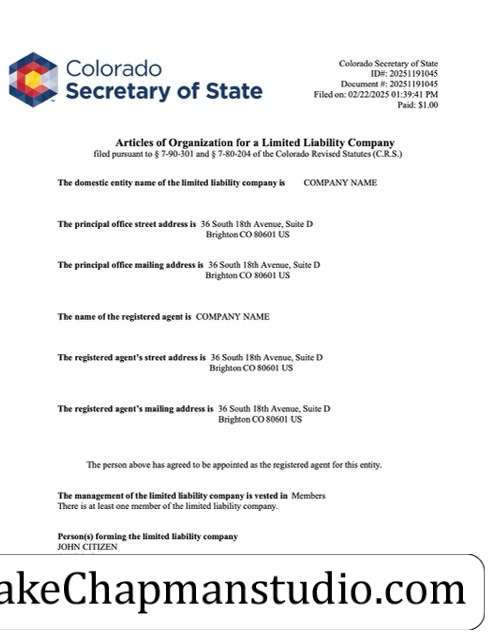 Colorado
Secretary of State
Colorado Secretary of State
ID#: 20251191045
Document #: 20251191045
Filed on: 02/22/2025 01:39:41 PM
Paid: $1.00
Articles of Organization for a Limited Liability Company
filed pursuant to § 7-90-301 and § 7-80-204 of the Colorado Revised Statutes (C.R.S.)
The domestic entity name of the limited liability company is COMPANY NAME
The principal office street address is 36 South 18th Avenue, Suite D
Brighton CO 80601 US
The principal office mailing address is 36 South 18th Avenue, Suite D
Brighton CO 80601 US
The name of the registered agent is COMPANY NAME
The registered agent's street address is 36 South 18th Avenue, Suite D
Brighton CO 80601 US
The registered agent's mailing address is 36 South 18th Avenue, Suite D
Brighton CO 80601 US
The person above has agreed to be appointed as the registered agent for this entity.
The management of the limited liability company is vested in Members
There is at least one member of the limited liability company.
Person(s) forming the limited liability company
JOHN CITIZEN
akeChapmanstudio.com